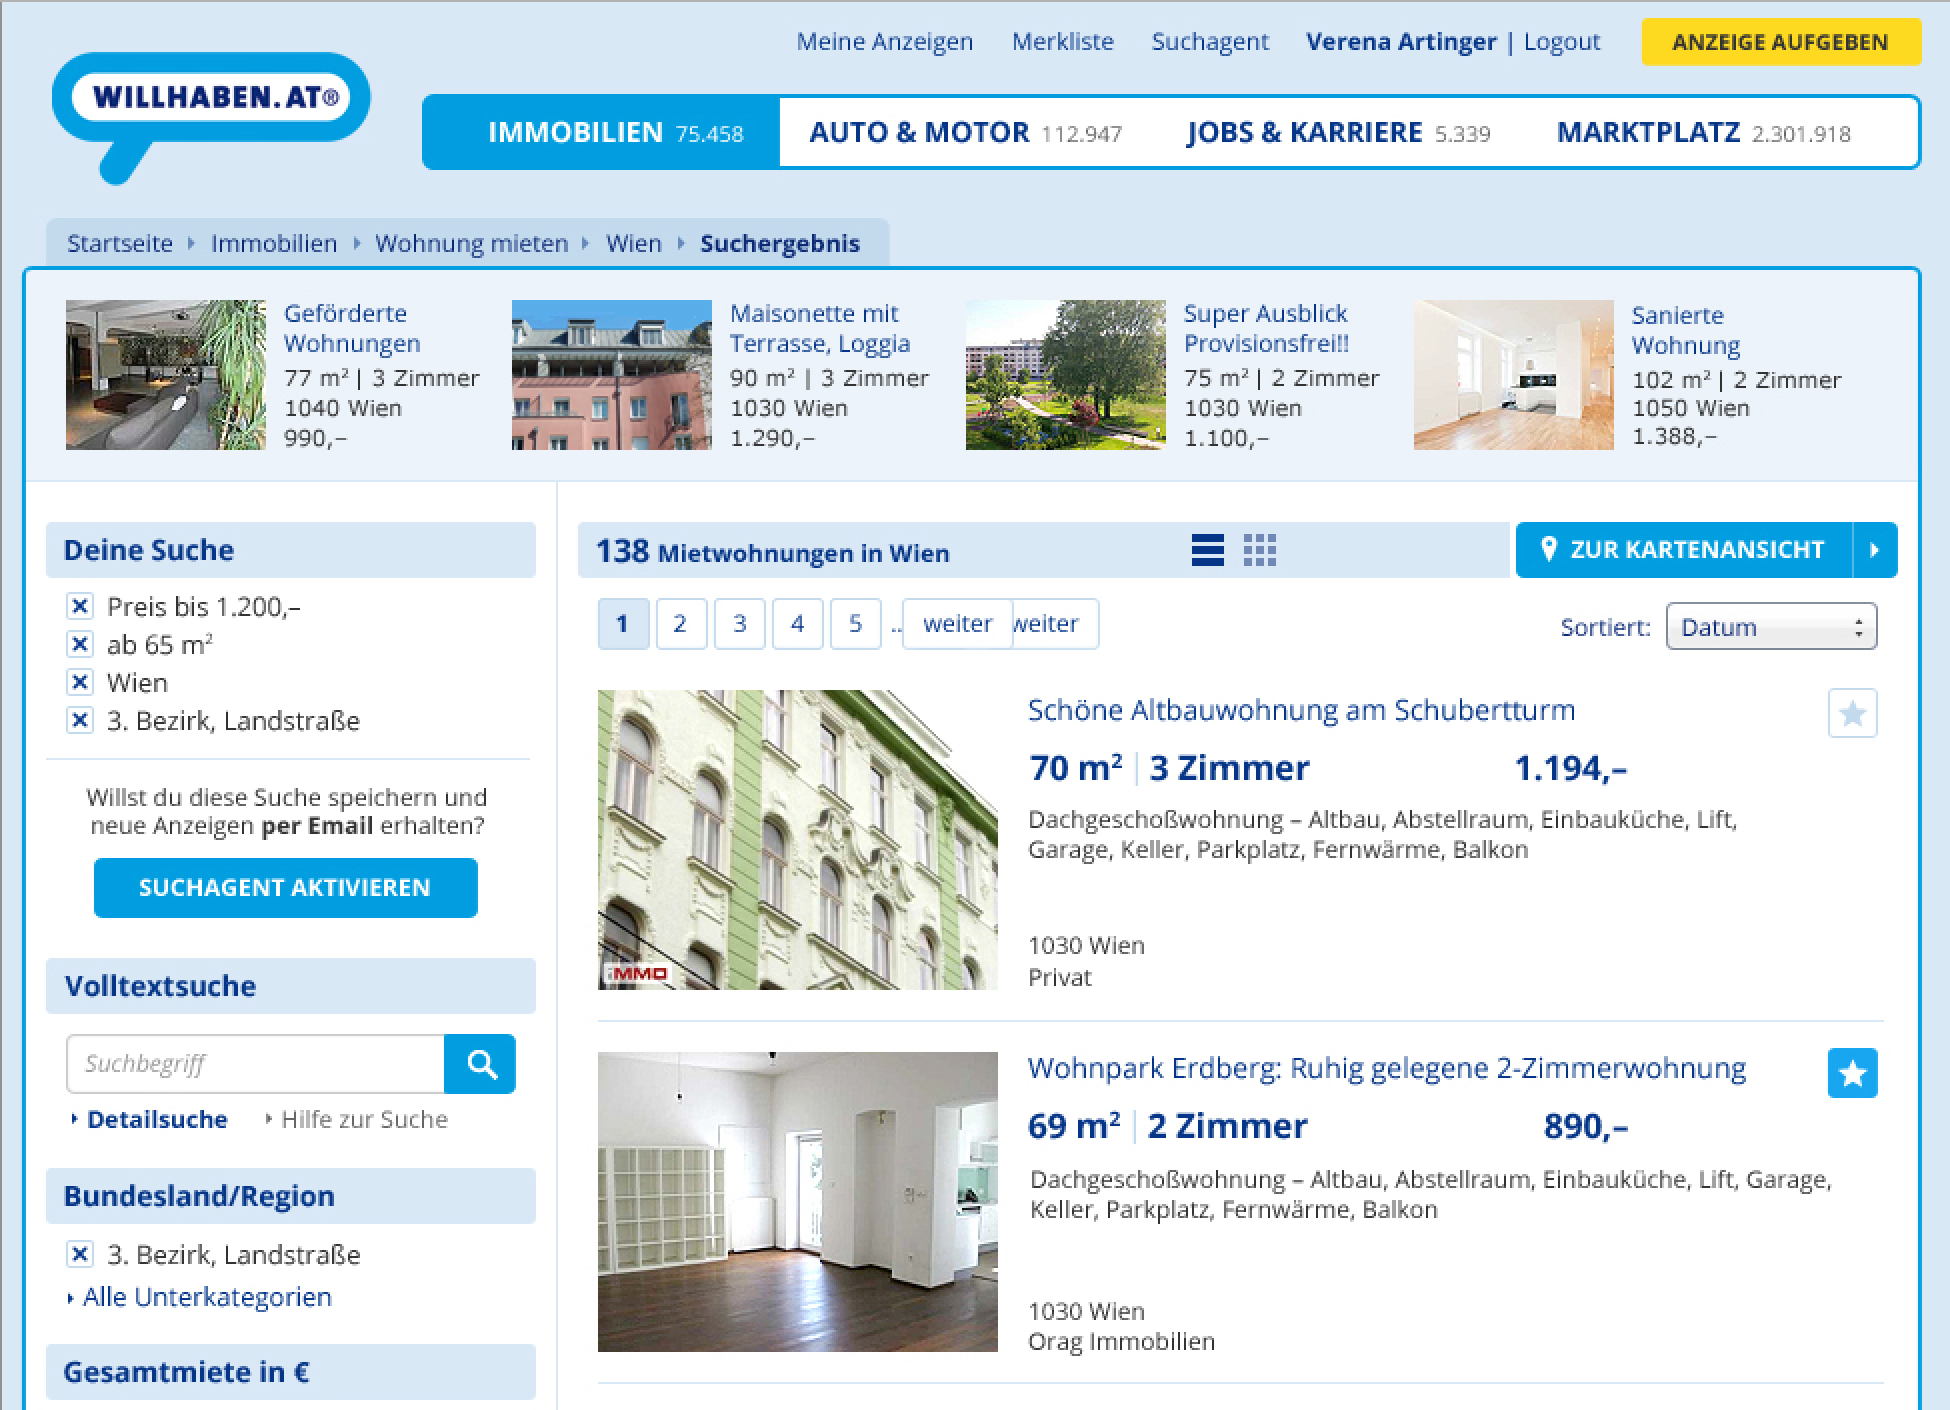 Meine Anzeigen Merkliste Suchagent Verena Artinger | Logout ANZEIGE AUFGEBEN
WILLHABEN.AT®
IMMOBILIEN 75.458 AUTO & MOTOR 112.947 JOBS & KARRIERE 5.339 MARKTPLATZ 2.301.918
Startseite Immobilien Wohnung mieten Wien Suchergebnis
Geförderte
Wohnungen
77 m² | 3 Zimmer
1040 Wien
990,–
Maisonette mit
Terrasse, Loggia
90 m² | 3 Zimmer
1030 Wien
1.290,–
Super Ausblick
Provisionsfrei!!
75 m² | 2 Zimmer
1030 Wien
1.100,–
Sanierte
Wohnung
102 m² | 2 Zimmer
1050 Wien
1.388,–
Deine Suche
Preis bis 1.200,–
ab 65 m²
Wien
3. Bezirk, Landstraße
Willst du diese Suche speichern und
neue Anzeigen per Email erhalten?
SUCHAGENT AKTIVIEREN
Volltextsuche
Suchbegriff
Detailsuche Hilfe zur Suche
Bundesland/Region
3. Bezirk, Landstraße
Alle Unterkategorien
Gesamtmiete in €
138 Mietwohnungen in Wien
ZUR KARTENANSICHT
1 2 3 4 5 .. weiter weiter
Sortiert: Datum
Schöne Altbauwohnung am Schubertturm
70 m² | 3 Zimmer 1.194,–
Dachgeschoßwohnung – Altbau, Abstellraum, Einbauküche, Lift,
Garage, Keller, Parkplatz, Fernwärme, Balkon
1030 Wien
Privat
iMMO
Wohnpark Erdberg: Ruhig gelegene 2-Zimmerwohnung
69 m² | 2 Zimmer 890,–
Dachgeschoßwohnung – Altbau, Abstellraum, Einbauküche, Lift, Garage,
Keller, Parkplatz, Fernwärme, Balkon
1030 Wien
Orag Immobilien